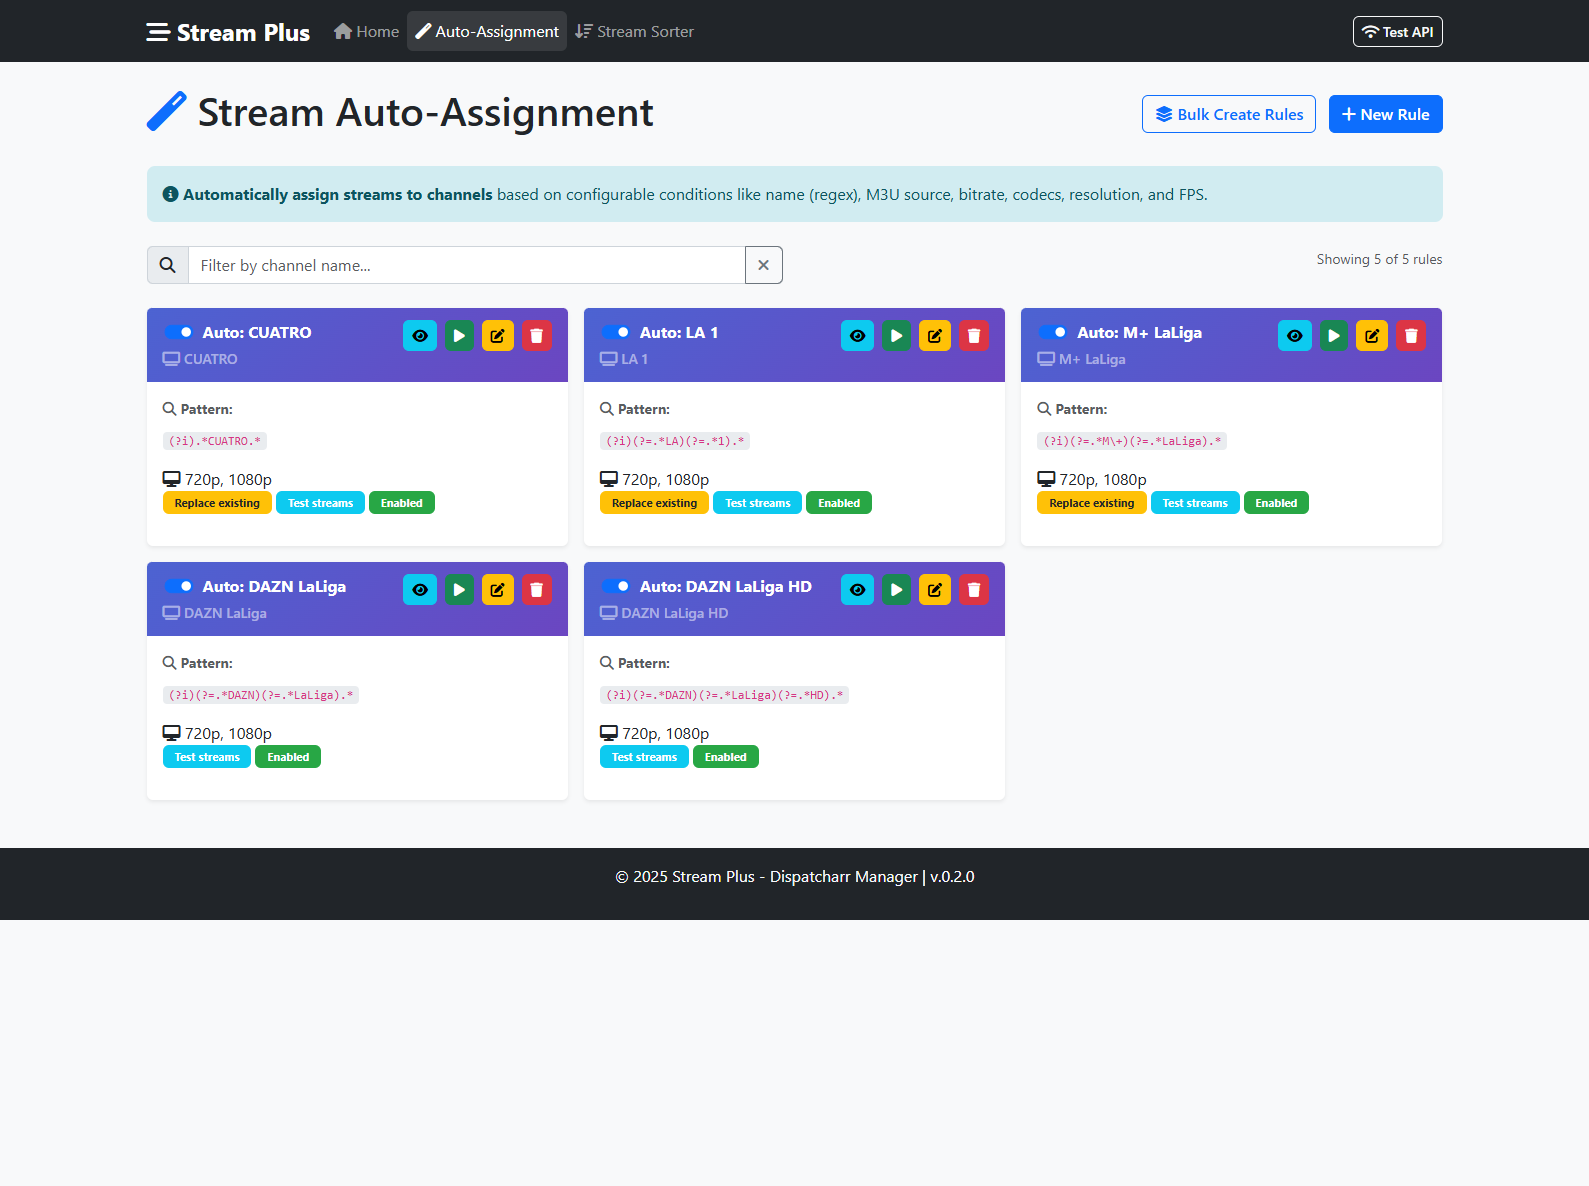 Stream Plus Home Auto-Assignment Stream Sorter Test API
Stream Auto-Assignment
Bulk Create Rules
New Rule
Automatically assign streams to channels based on configurable conditions like name (regex), M3U source, bitrate, codecs, resolution, and FPS.
Filter by channel name...
Showing 5 of 5 rules
Auto: CUATRO
CUATRO
Pattern:
(?i).*CUATRO.*
720p, 1080p
Replace existing Test streams Enabled
Auto: LA 1
LA 1
Pattern:
(?i)(?=.*LA)(?=.*1).*
720p, 1080p
Replace existing Test streams Enabled
Auto: M+ LaLiga
M+ LaLiga
Pattern:
(?i)(?=.*M\+)(?=.*LaLiga).*
720p, 1080p
Replace existing Test streams Enabled
Auto: DAZN LaLiga
DAZN LaLiga
Pattern:
(?i)(?=.*DAZN)(?=.*LaLiga).*
720p, 1080p
Test streams Enabled
Auto: DAZN LaLiga HD
DAZN LaLiga HD
Pattern:
(?i)(?=.*DAZN)(?=.*LaLiga)(?=.*HD).*
720p, 1080p
Test streams Enabled
© 2025 Stream Plus - Dispatcharr Manager | v.0.2.0